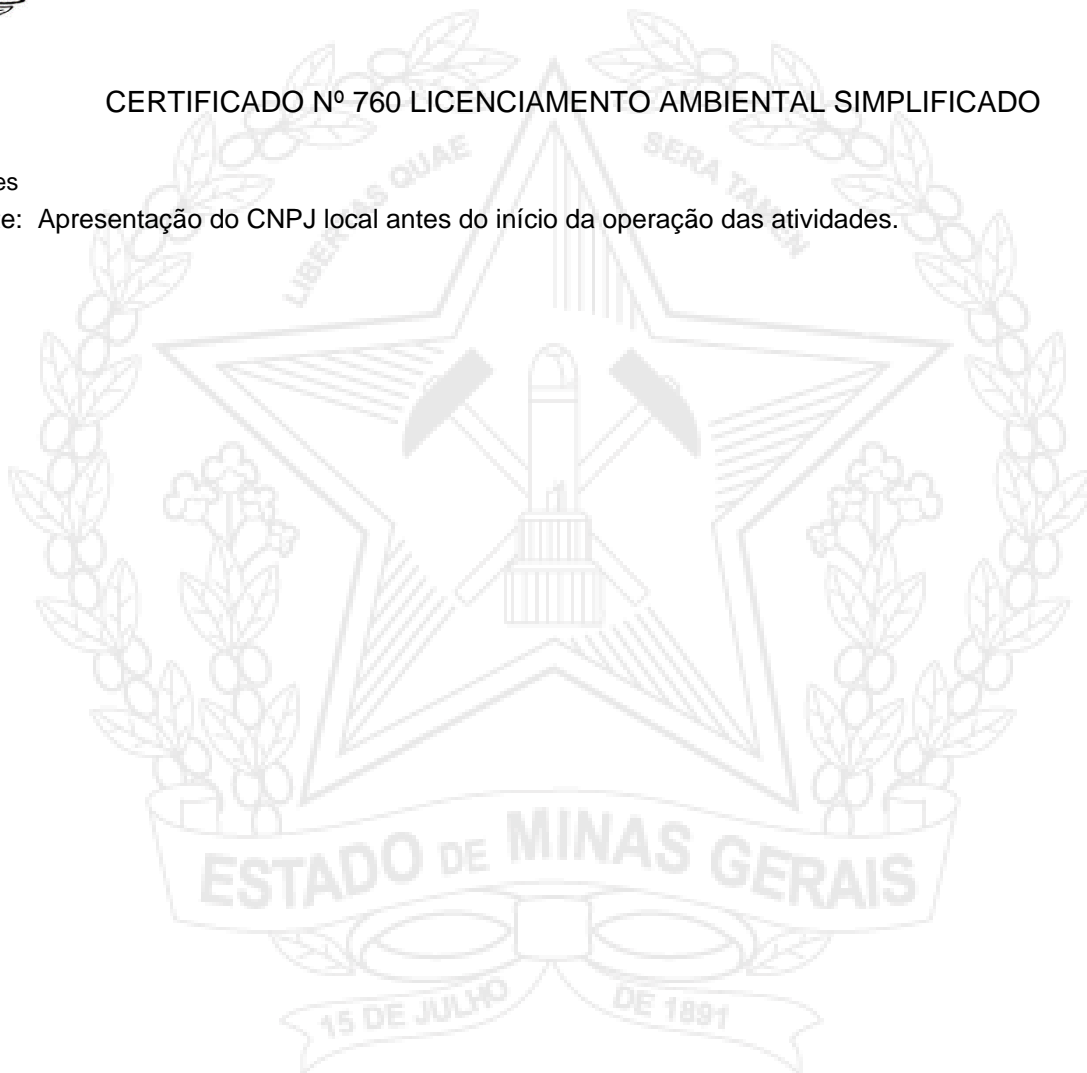 CERTIFICADO Nº 760 LICENCIAMENTO AMBIENTAL SIMPLIFICADO
es
e: Apresentação do CNPJ local antes do início da operação das atividades.
LIBERTAS QUAE SERA TAMEN
ESTADO DE MINAS GERAIS
15 DE JULHO DE 1891